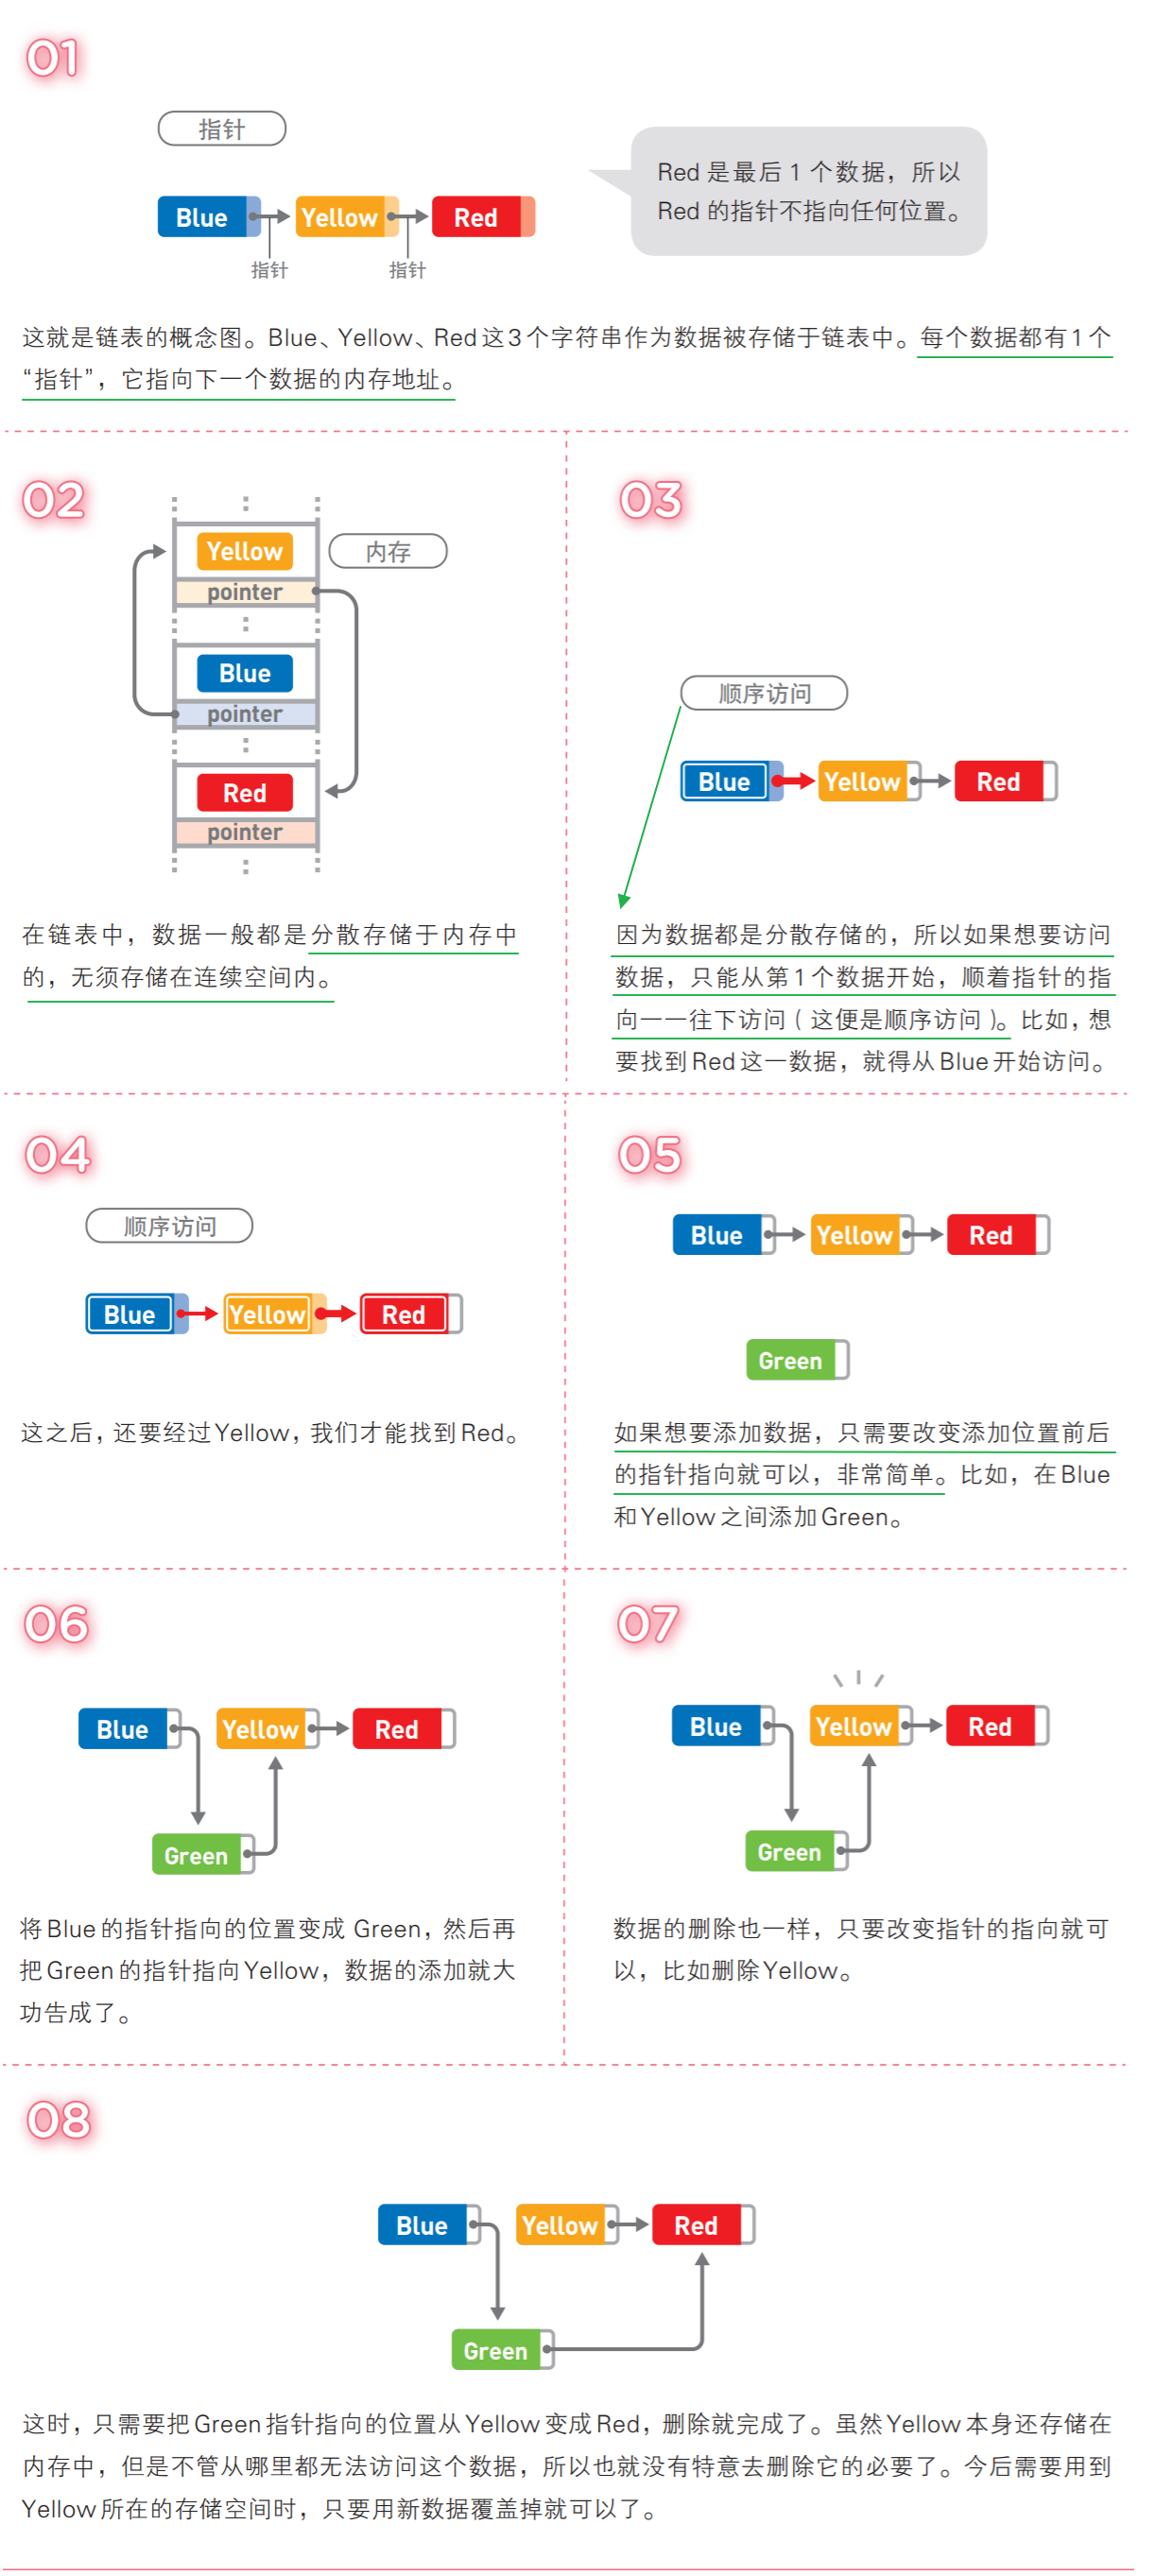 01
指针
Blue Yellow Red
指针 指针
Red 是最后 1 个数据，所以
Red 的指针不指向任何位置。
这就是链表的概念图。Blue、Yellow、Red 这 3 个字符串作为数据被存储于链表中。每个数据都有 1 个
“指针”，它指向下一个数据的内存地址。
02
内存
Yellow
pointer
Blue
pointer
Red
pointer
在链表中，数据一般都是分散存储于内存中
的，无须存储在连续空间内。
03
顺序访问
Blue Yellow Red
因为数据都是分散存储的，所以如果想要访问
数据，只能从第 1 个数据开始，顺着指针的指
向一一往下访问（这便是顺序访问）。比如，想
要找到 Red 这一数据，就得从 Blue 开始访问。
04
顺序访问
Blue Yellow Red
这之后，还要经过 Yellow，我们才能找到 Red。
05
Blue Yellow Red
Green
如果想要添加数据，只需要改变添加位置前后
的指针指向就可以，非常简单。比如，在 Blue
和 Yellow 之间添加 Green。
06
Blue Yellow Red
Green
将 Blue 的指针指向的位置变成 Green，然后再
把 Green 的指针指向 Yellow，数据的添加就大
功告成了。
07
Blue Yellow Red
Green
数据的删除也一样，只要改变指针的指向就可
以，比如删除 Yellow。
08
Blue Yellow Red
Green
这时，只需要把 Green 指针指向的位置从 Yellow 变成 Red，删除就完成了。虽然 Yellow 本身还存储在
内存中，但是不管从哪里都无法访问这个数据，所以也就没有特意去删除它的必要了。今后需要用到
Yellow 所在的存储空间时，只要用新数据覆盖掉就可以了。